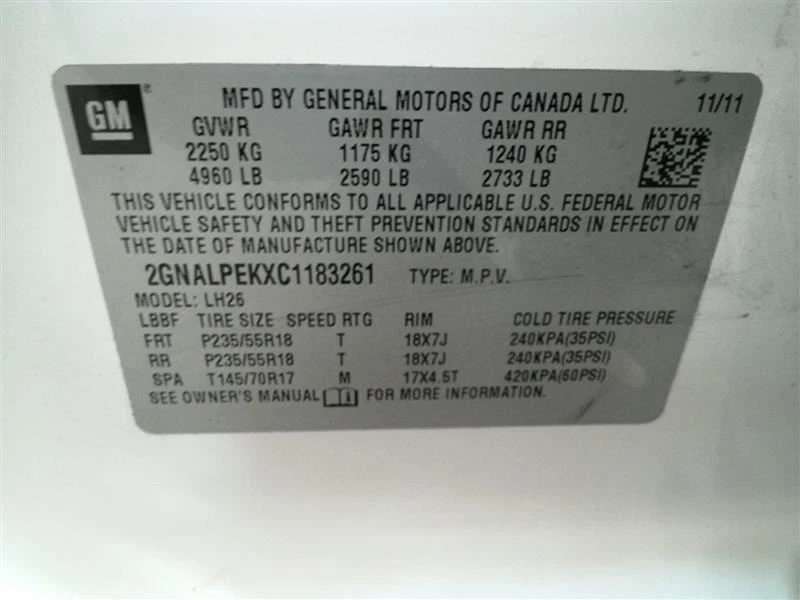 GM
MFD BY GENERAL MOTORS OF CANADA LTD. 11/11
GVWR GAWR FRT GAWR RR
2250 KG 1175 KG 1240 KG
4960 LB 2590 LB 2733 LB
THIS VEHICLE CONFORMS TO ALL APPLICABLE U.S. FEDERAL MOTOR
VEHICLE SAFETY AND THEFT PREVENTION STANDARDS IN EFFECT ON
THE DATE OF MANUFACTURE SHOWN ABOVE.
2GNALPEKXC1183261 TYPE: M.P.V.
MODEL: LH26
LBBF TIRE SIZE SPEED RTG RIM COLD TIRE PRESSURE
FRT P235/55R18 T 18X7J 240KPA(35PSI)
RR P235/55R18 T 18X7J 240KPA(35PSI)
SPA T145/70R17 M 17X4.5T 420KPA(60PSI)
SEE OWNER'S MANUAL FOR MORE INFORMATION.